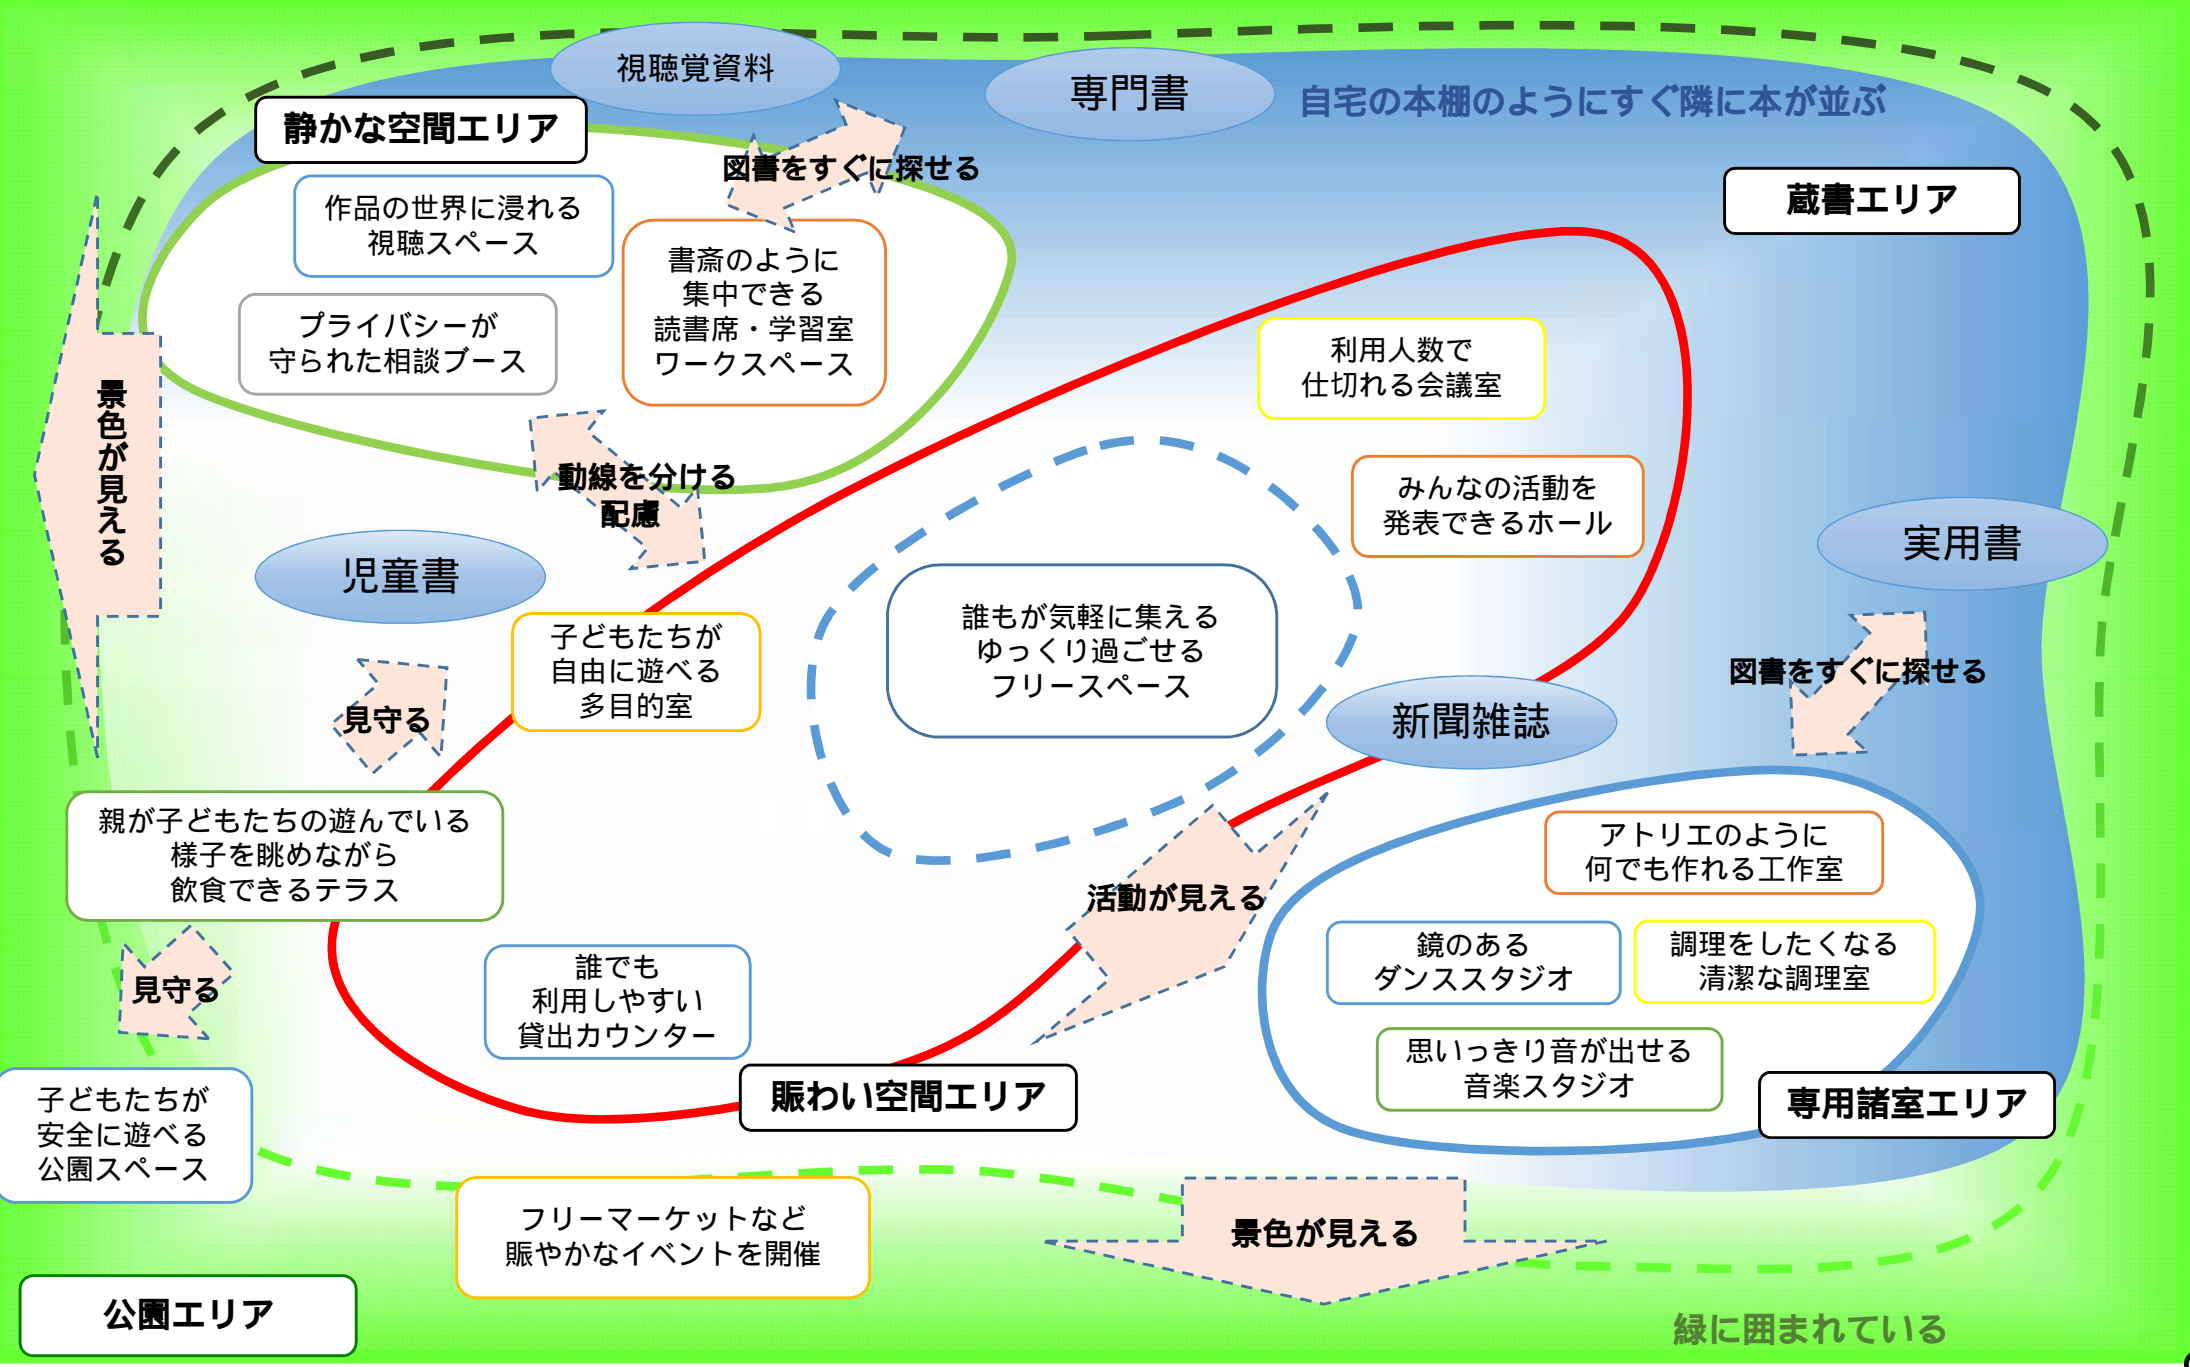 視聴覚資料
専門書
自宅の本棚のようにすぐ隣に本が並ぶ
静かな空間エリア
図書をすぐに探せる
蔵書エリア
作品の世界に浸れる
視聴スペース
書斎のように
集中できる
読書席・学習室
ワークスペース
プライバシーが
守られた相談ブース
利用人数で
仕切れる会議室
景色が見える
動線を分ける
配慮
みんなの活動を
発表できるホール
実用書
児童書
誰もが気軽に集える
ゆっくり過ごせる
フリースペース
子どもたちが
自由に遊べる
多目的室
図書をすぐに探せる
見守る
新聞雑誌
親が子どもたちの遊んでいる
様子を眺めながら
飲食できるテラス
活動が見える
アトリエのように
何でも作れる工作室
鏡のある
ダンススタジオ
調理をしたくなる
清潔な調理室
見守る
誰でも
利用しやすい
貸出カウンター
思いっきり音が出せる
音楽スタジオ
賑わい空間エリア
専用諸室エリア
子どもたちが
安全に遊べる
公園スペース
フリーマーケットなど
賑やかなイベントを開催
景色が見える
公園エリア
緑に囲まれている